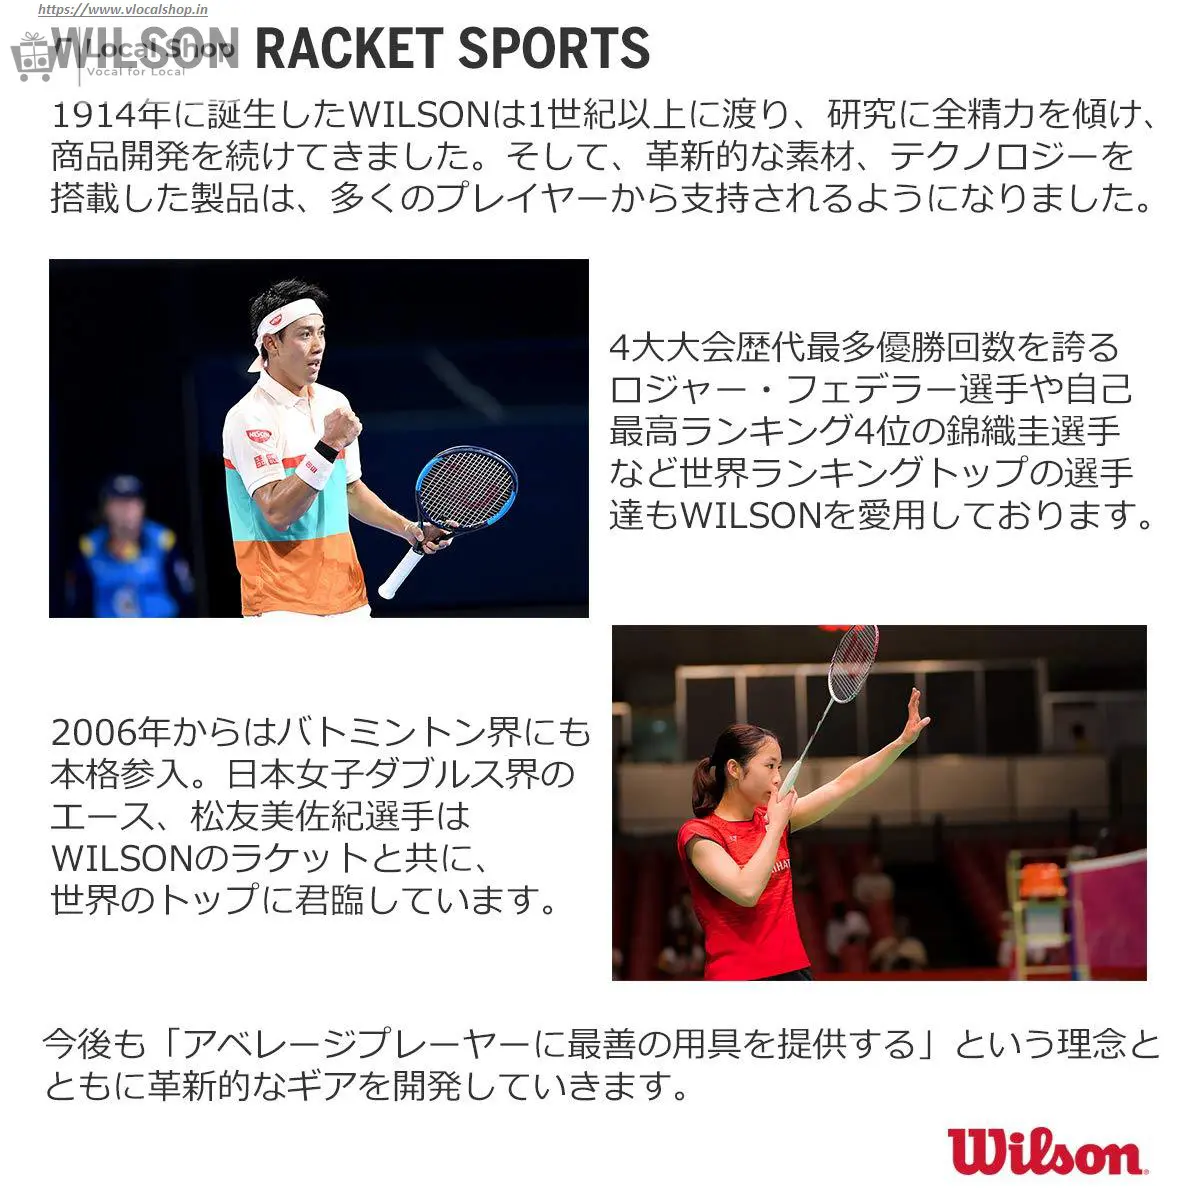 https://www.vlocalshop.in
WILSON RACKET SPORTS
Local Shop
Vocal for Local
1914年に誕生したWILSONは1世紀以上に渡り、研究に全精力を傾け、
商品開発を続けてきました。そして、革新的な素材、テクノロジーを
搭載した製品は、多くのプレイヤーから支持されるようになりました。
4大大会歴代最多優勝回数を誇る
ロジャー・フェデラー選手や自己
最高ランキング4位の錦織圭選手
など世界ランキングトップの選手
達もWILSONを愛用しております。
2006年からはバトミントン界にも
本格参入。日本女子ダブルス界の
エース、松友美佐紀選手は
WILSONのラケットと共に、
世界のトップに君臨しています。
今後も「アベレージプレーヤーに最善の用具を提供する」という理念と
ともに革新的なギアを開発していきます。
Wilson